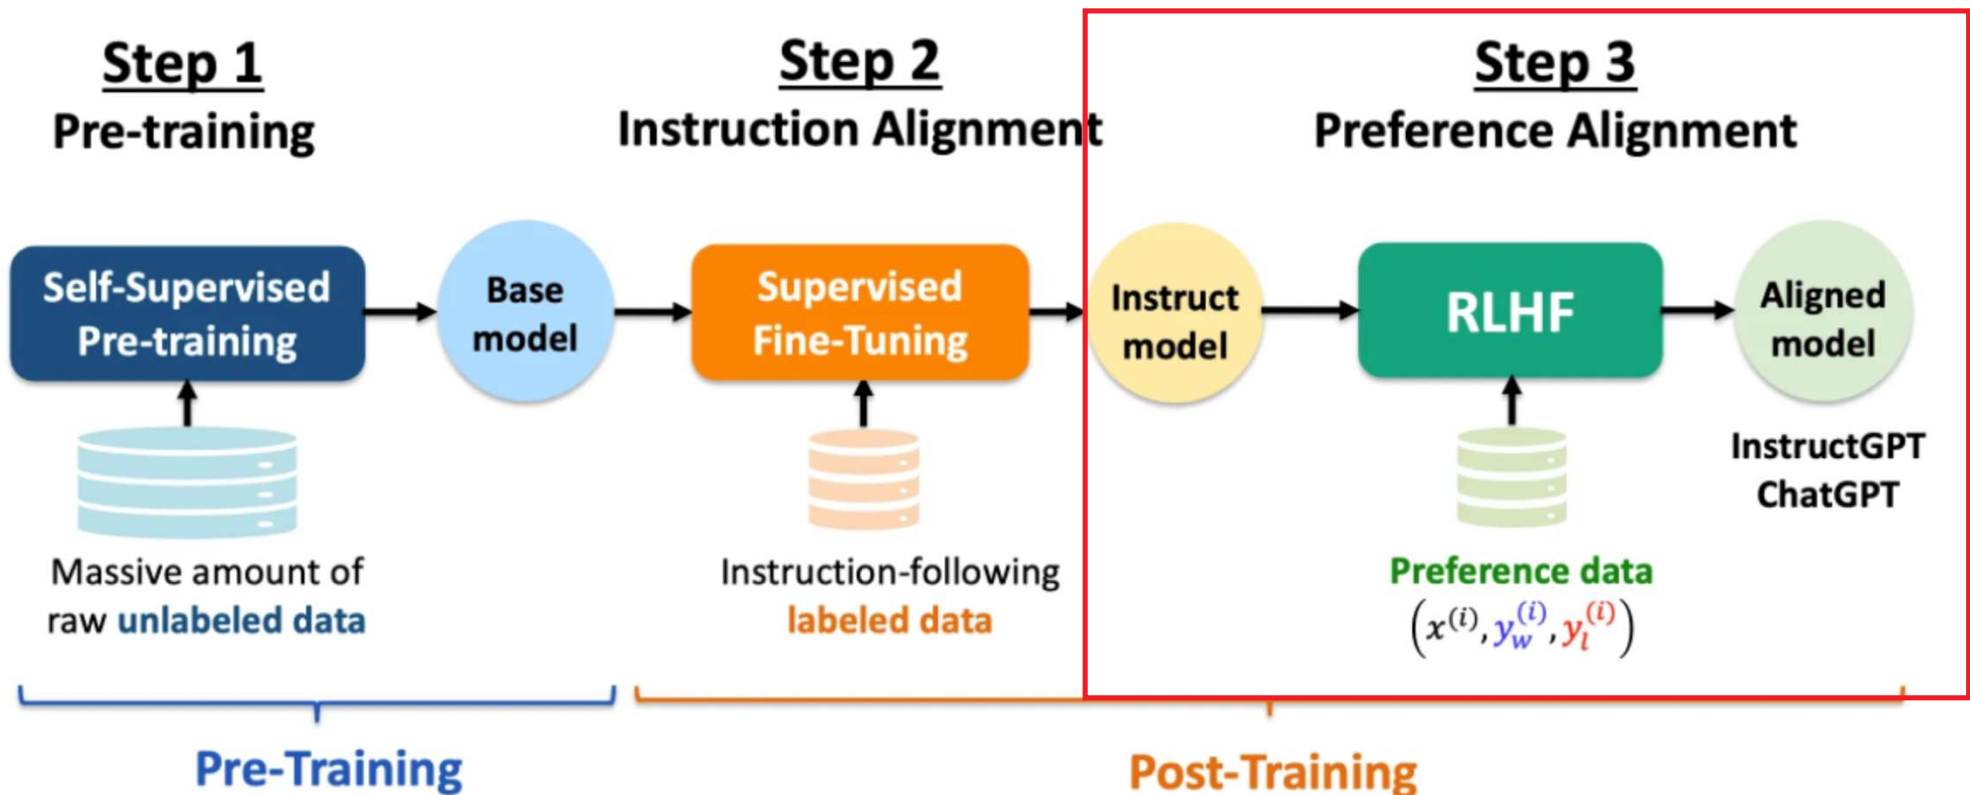 Step 1
Pre-training
Step 2
Instruction Alignment
Step 3
Preference Alignment
Self-Supervised
Pre-training
Base
model
Supervised
Fine-Tuning
Instruct
model
RLHF
Aligned
model
Massive amount of
raw unlabeled data
Instruction-following
labeled data
Preference data
(x^{(i)}, y_w^{(i)}, y_l^{(i)})
InstructGPT
ChatGPT
Pre-Training
Post-Training